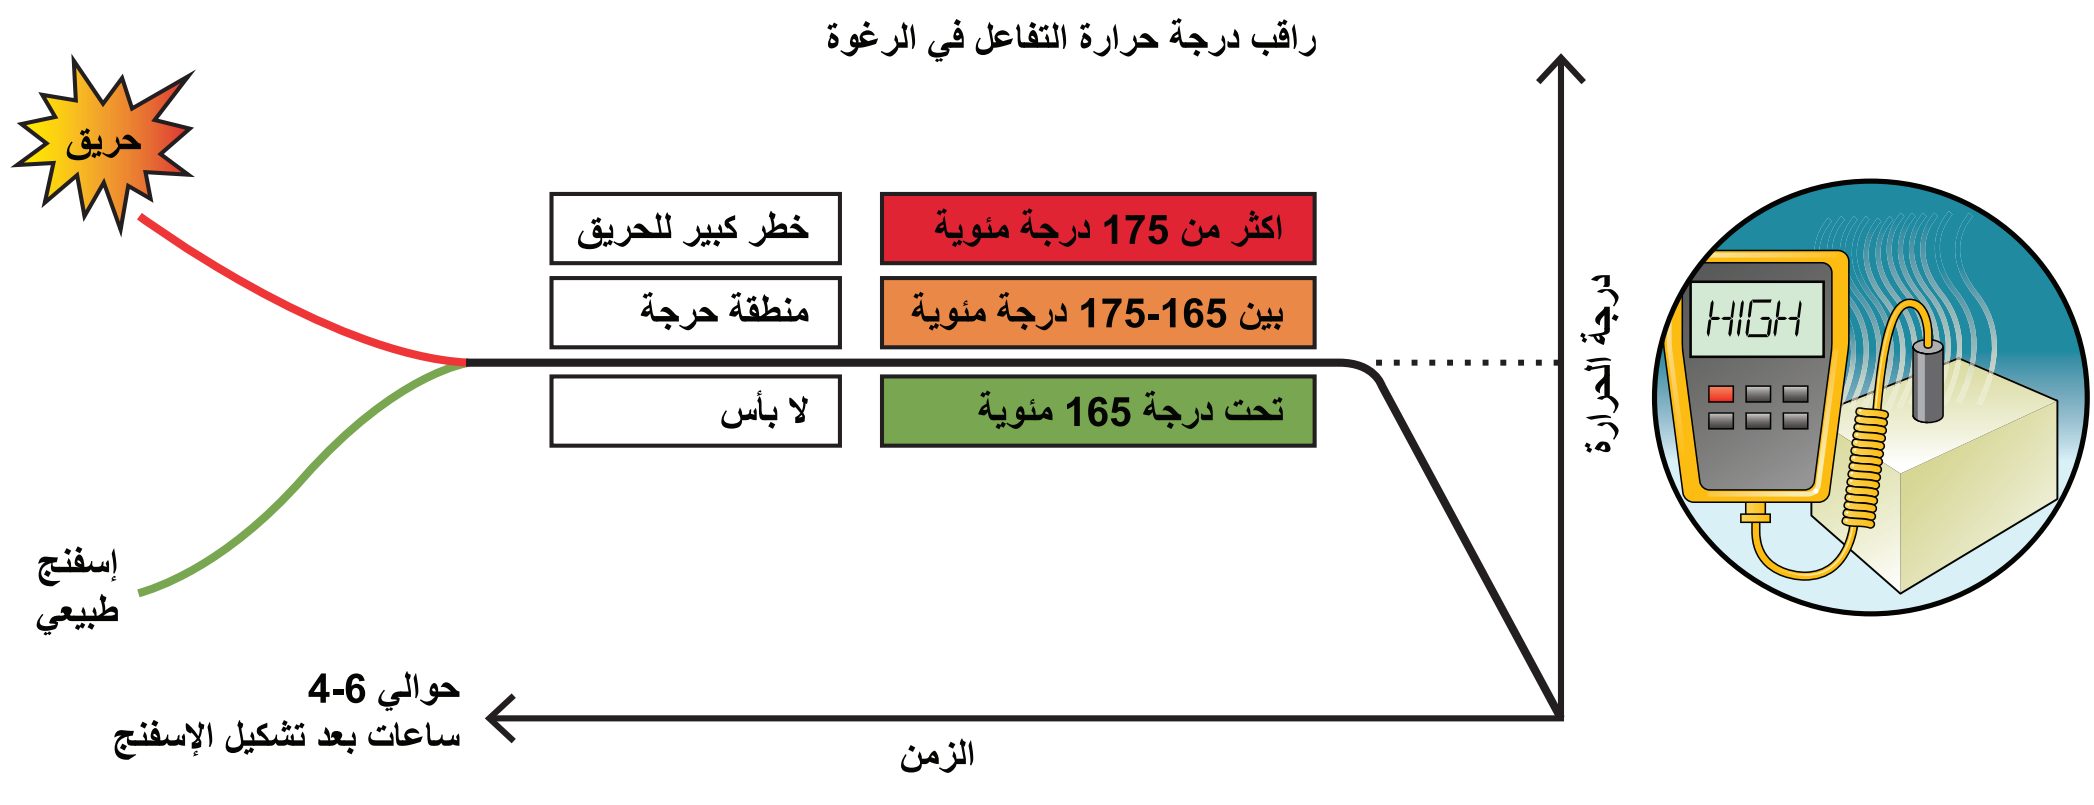 راقب درجة حرارة التفاعل في الرغوة
درجة الحرارة
HIGH
اكثر من 175 درجة مئوية
خطر كبير للحريق
بين 165-175 درجة مئوية
منطقة حرجة
تحت درجة 165 مئوية
لا بأس
حريق
إسفنج
طبيعي
حوالي 6-4
ساعات بعد تشكيل الإسفنج
الزمن